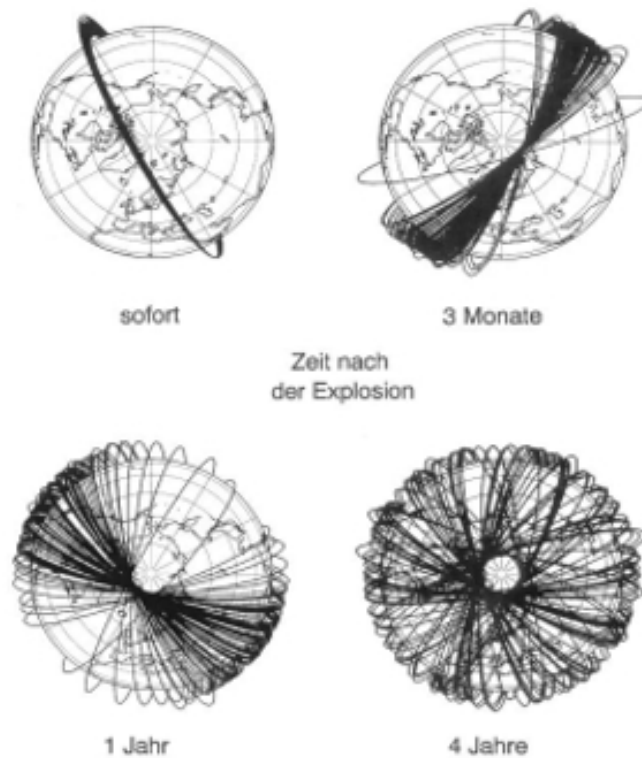 sofort
3 Monate
Zeit nach
der Explosion
1 Jahr
4 Jahre